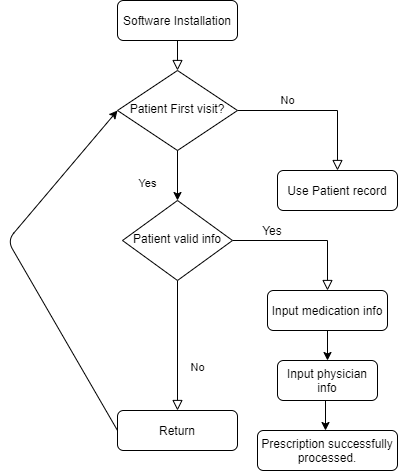 Software Installation
Patient First visit?
No
Yes
Use Patient record
Patient valid info
Yes
Input medication info
No
Input physician
info
Return
Prescription successfully
processed.